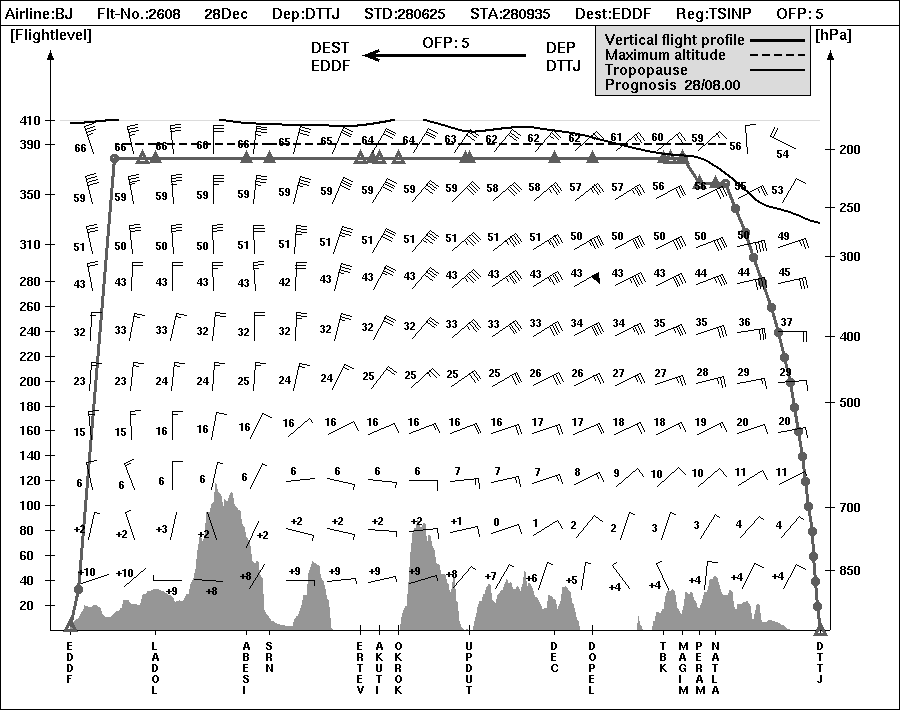 Airline:BJ Flt-No.:2608 28Dec Dep:DTTJ STD:280625 STA:280935 Dest:EDDF Reg:TSINP OFP: 5
[Flightlevel] [hPa]
DEST OFP: 5 DEP
EDDF DTTJ
Vertical flight profile
Maximum altitude
Tropopause
Prognosis 28/08.00
410
66 66 66 68 66 65 65 64 64 63 62 62 62 61 60 59 56 54
390 200
59 59 59 59 59 59 59 59 59 59 58 58 57 57 56 56 55 53
350 250
51 50 50 50 51 51 51 51 51 51 51 51 50 50 50 50 50 49
310 300
43 43 43 43 43 42 43 43 43 43 43 43 43 43 43 44 44 45
280
260
32 33 33 32 32 32 32 32 32 33 33 33 34 34 35 35 36 37
240 400
220
23 23 24 24 25 24 24 25 25 25 25 26 26 27 27 28 29 29
200
180 500
15 15 16 16 16 16 16 16 16 16 16 17 17 18 18 19 20 20
160
140
6 6 6 6 6 6 6 6 6 7 7 7 8 9 10 10 11 11
120
100 700
+2 +2 +3 +2 +2 +2 +2 +2 +2 +1 0 1 2 2 3 3 4 4
80
60
+10 +10 +9 +8 +8 +9 +9 +9 +9 +8 +7 +6 +5 +4 +4 +4 +4 +4
40 850
20
EDDF LADOL ABESI SRN ERTEV AKUTI OKROK UPDUT DEC DOPEL TBK MAGIM PERAM NATLA DTTJ